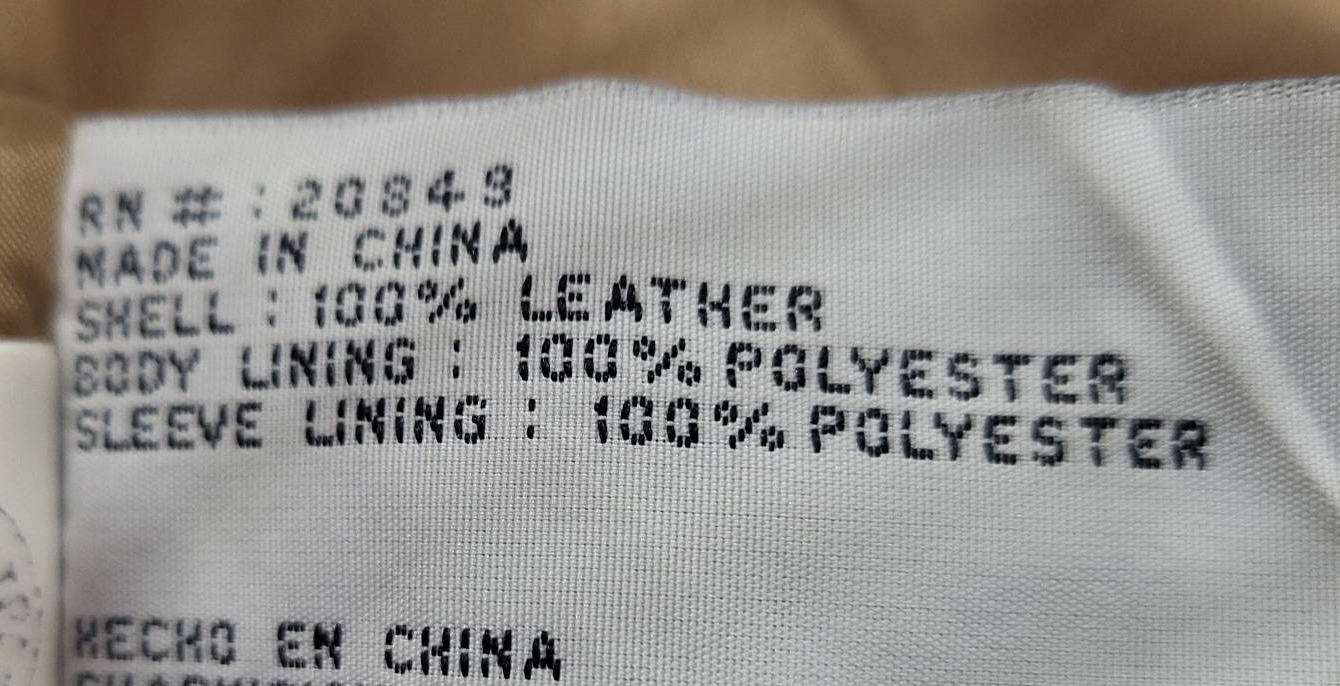 RN # : 20849
MADE IN CHINA
SHELL : 100% LEATHER
BODY LINING : 100% POLYESTER
SLEEVE LINING : 100% POLYESTER
HECHO EN CHINA